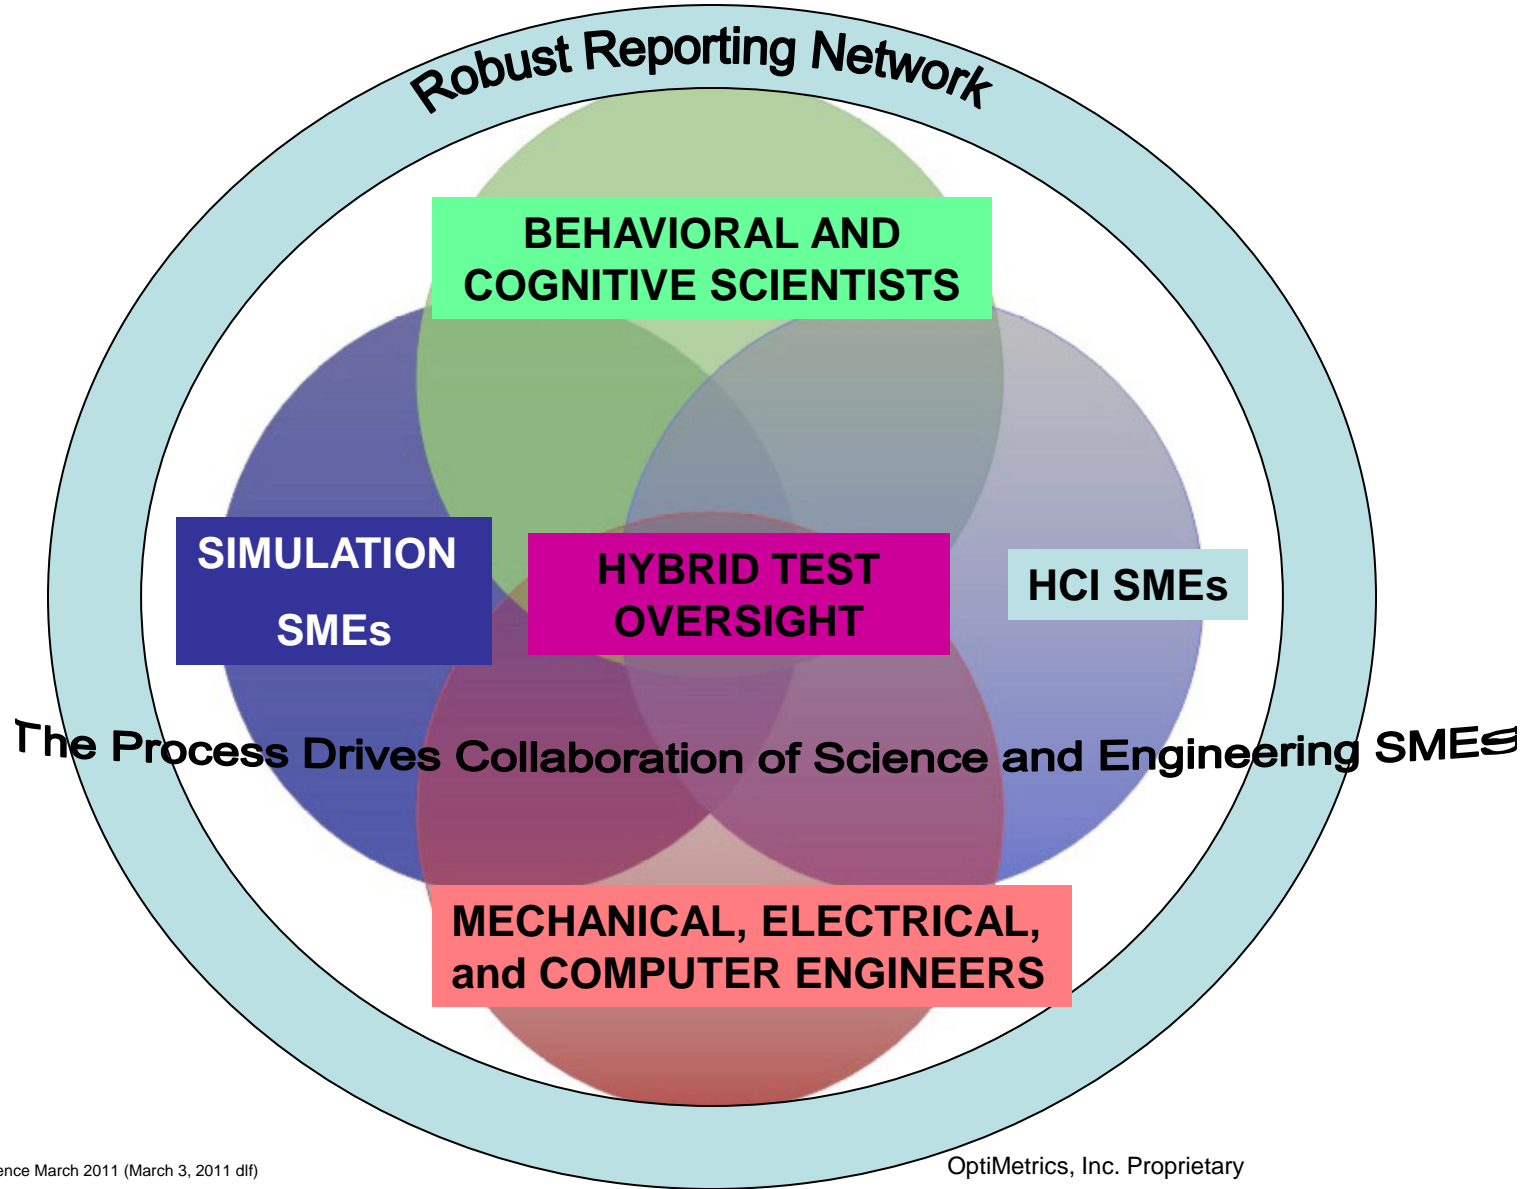 Robust Reporting Network
BEHAVIORAL AND
COGNITIVE SCIENTISTS
SIMULATION
SMEs
HYBRID TEST
OVERSIGHT
HCI SMEs
The Process Drives Collaboration of Science and Engineering SMEs
MECHANICAL, ELECTRICAL,
and COMPUTER ENGINEERS
March 2011 (March 3, 2011 dlf)
OptiMetrics, Inc. Proprietary